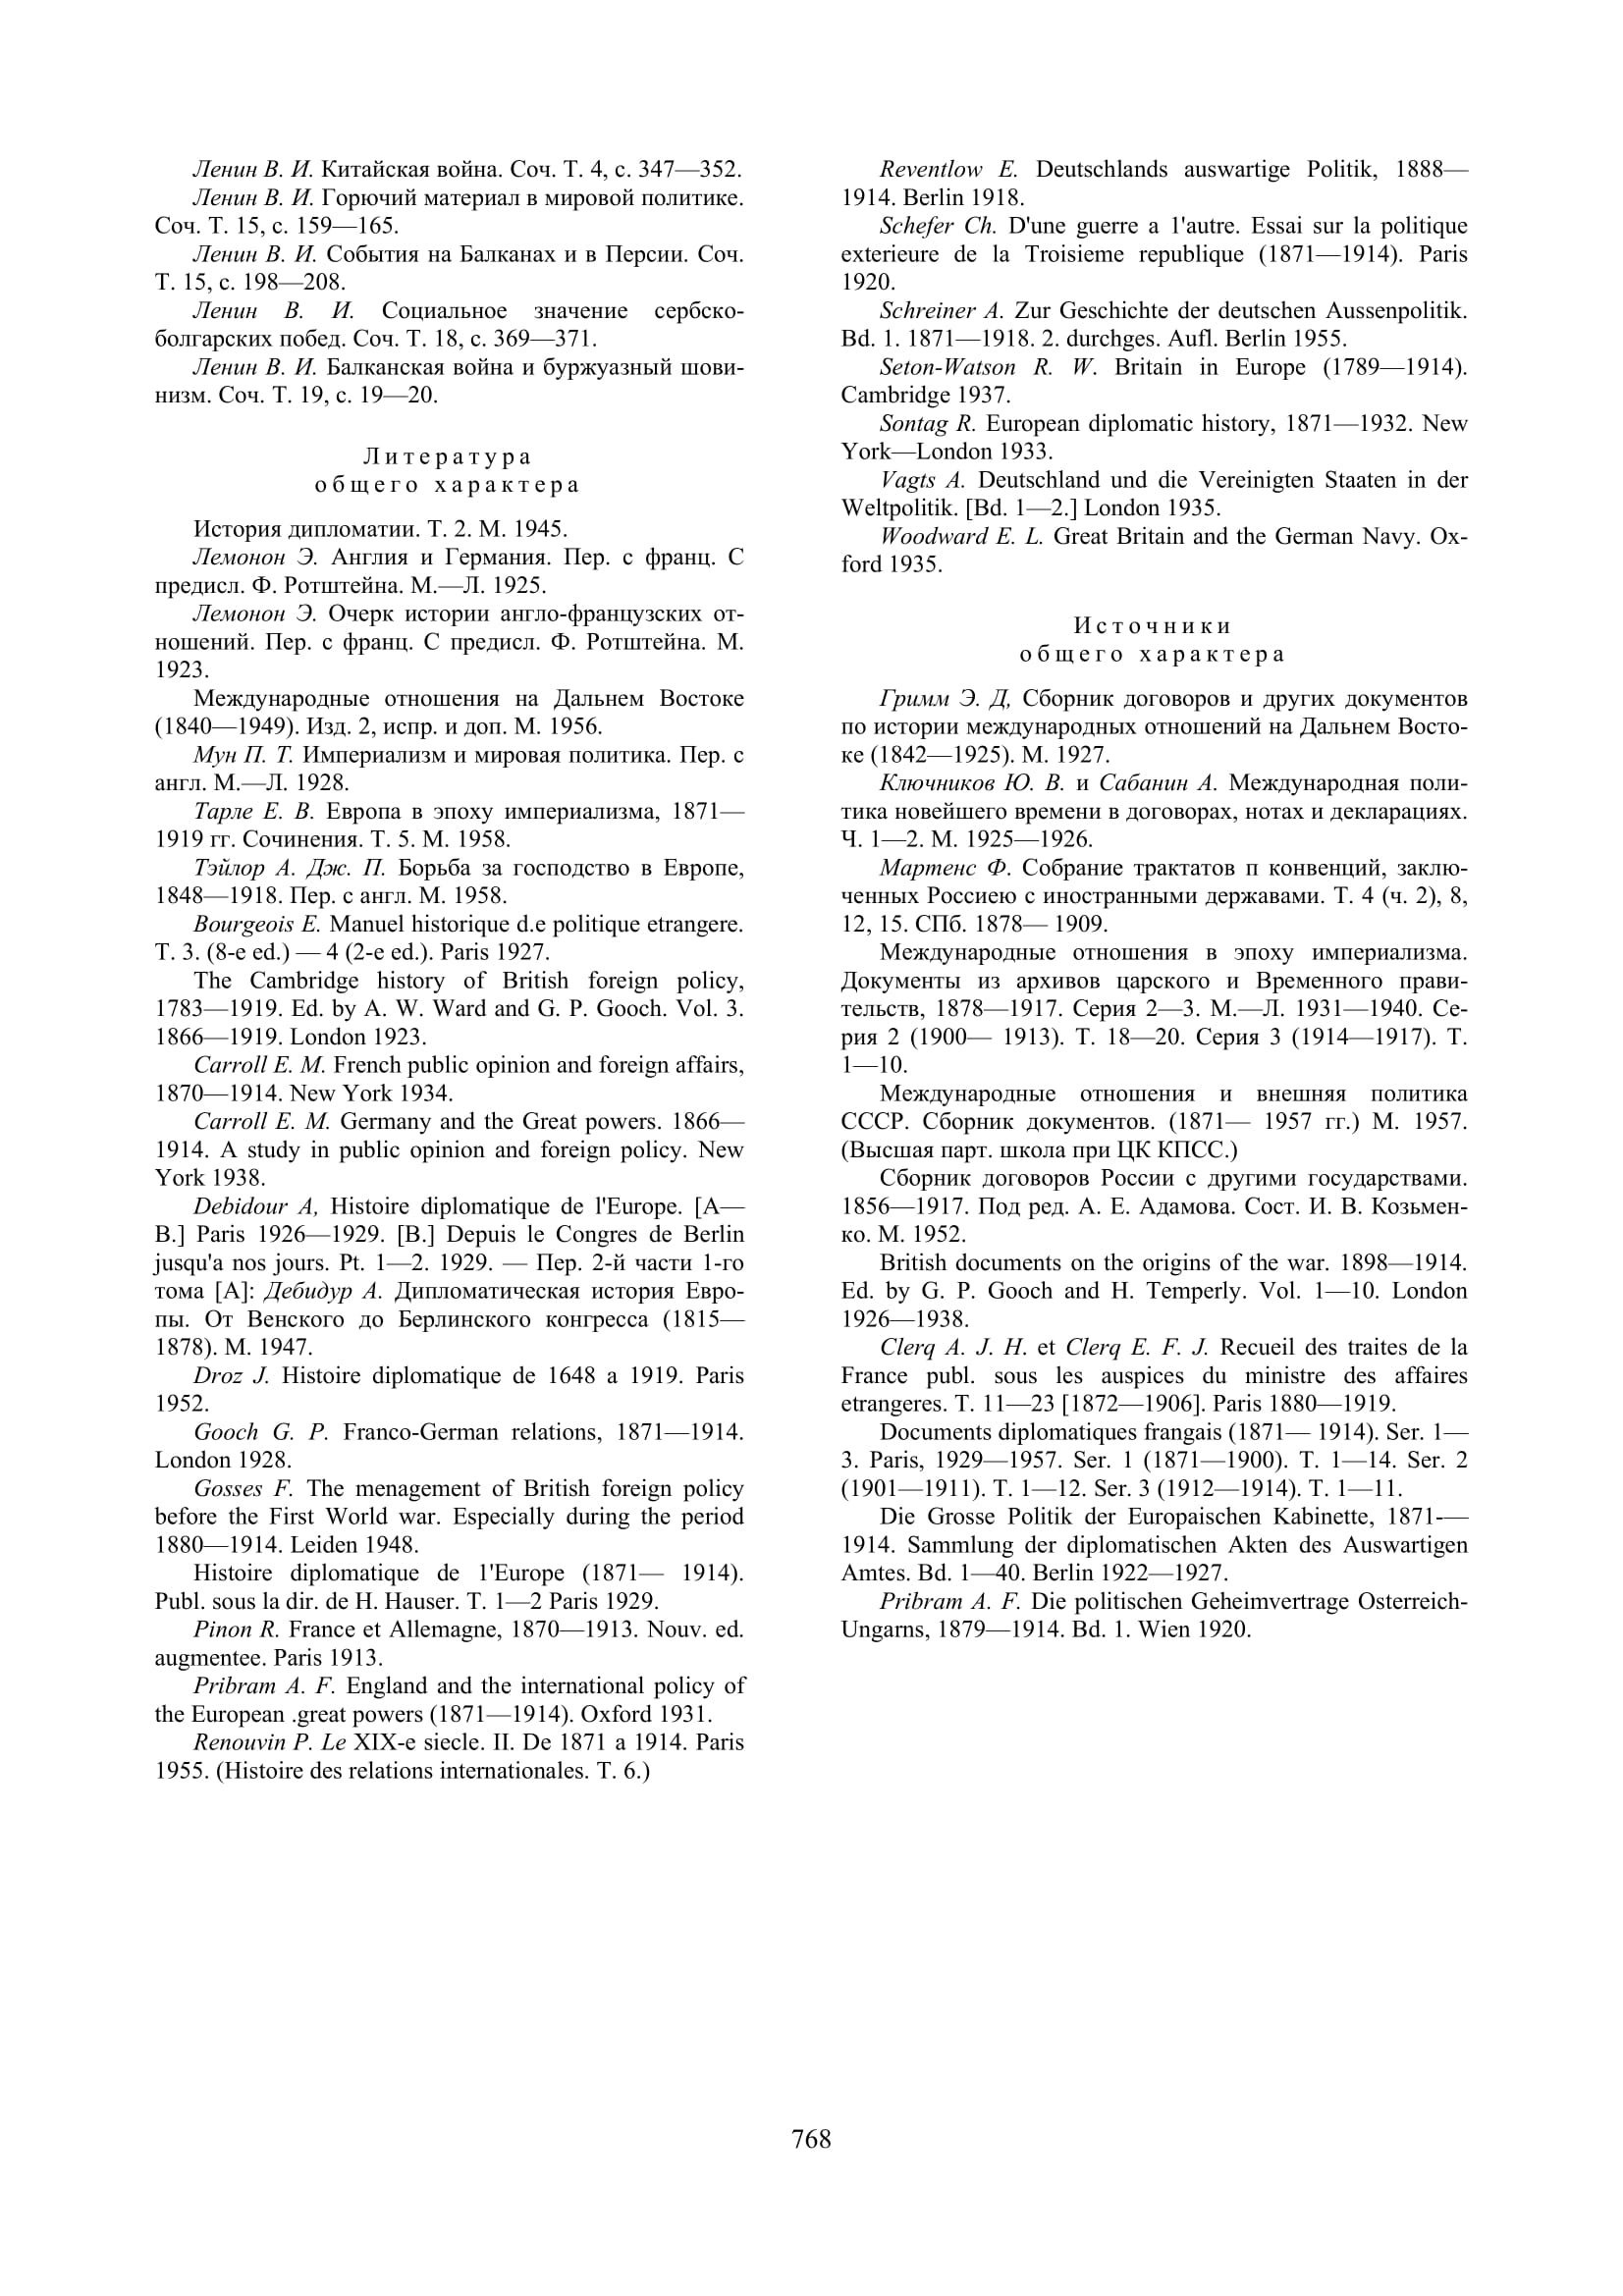 Ленин В. И. Китайская война. Соч. Т. 4, с. 347—352.
Ленин В. И. Горючий материал в мировой политике.
Соч. Т. 15, с. 159—165.
Ленин В. И. События на Балканах и в Персии. Соч.
Т. 15, с. 198—208.
Ленин В. И. Социальное значение сербско-
болгарских побед. Соч. Т. 18, с. 369—371.
Ленин В. И. Балканская война и буржуазный шови-
низм. Соч. Т. 19, с. 19—20.
Литература
общего характера
История дипломатии. Т. 2. М. 1945.
Лемонон Э. Англия и Германия. Пер. с франц. С
предисл. Ф. Ротштейна. М.—Л. 1925.
Лемонон Э. Очерк истории англо-французских от-
ношений. Пер. с франц. С предисл. Ф. Ротштейна. М.
1923.
Международные отношения на Дальнем Востоке
(1840—1949). Изд. 2, испр. и доп. М. 1956.
Мун П. Т. Империализм и мировая политика. Пер. с
англ. М.—Л. 1928.
Тарле Е. В. Европа в эпоху империализма, 1871—
1919 гг. Сочинения. Т. 5. М. 1958.
Тэйлор А. Дж. П. Борьба за господство в Европе,
1848—1918. Пер. с англ. М. 1958.
Bourgeois E. Manuel historique d.e politique etrangere.
T. 3. (8-e ed.) — 4 (2-e ed.). Paris 1927.
The Cambridge history of British foreign policy,
1783—1919. Ed. by A. W. Ward and G. P. Gooch. Vol. 3.
1866—1919. London 1923.
Carroll E. M. French public opinion and foreign affairs,
1870—1914. New York 1934.
Carroll E. M. Germany and the Great powers. 1866—
1914. A study in public opinion and foreign policy. New
York 1938.
Debidour A, Histoire diplomatique de l'Europe. [A—
B.] Paris 1926—1929. [B.] Depuis le Congres de Berlin
jusqu'a nos jours. Pt. 1—2. 1929. — Пер. 2-й части 1-го
тома [A]: Дебидур А. Дипломатическая история Евро-
пы. От Венского до Берлинского конгресса (1815—
1878). М. 1947.
Droz J. Histoire diplomatique de 1648 a 1919. Paris
1952.
Gooch G. P. Franco-German relations, 1871—1914.
London 1928.
Gosses F. The menagement of British foreign policy
before the First World war. Especially during the period
1880—1914. Leiden 1948.
Histoire diplomatique de 1'Europe (1871— 1914).
Publ. sous la dir. de H. Hauser. T. 1—2 Paris 1929.
Pinon R. France et Allemagne, 1870—1913. Nouv. ed.
augmentee. Paris 1913.
Pribram A. F. England and the international policy of
the European .great powers (1871—1914). Oxford 1931.
Renouvin P. Le XIX-e siecle. II. De 1871 a 1914. Paris
1955. (Histoire des relations internationales. T. 6.)
Reventlow E. Deutschlands auswartige Politik, 1888—
1914. Berlin 1918.
Schefer Ch. D'une guerre a 1'autre. Essai sur la politique
exterieure de la Troisieme republique (1871—1914). Paris
1920.
Schreiner A. Zur Geschichte der deutschen Aussenpolitik.
Bd. 1. 1871—1918. 2. durchges. Aufl. Berlin 1955.
Seton-Watson R. W. Britain in Europe (1789—1914).
Cambridge 1937.
Sontag R. European diplomatic history, 1871—1932. New
York—London 1933.
Vagts A. Deutschland und die Vereinigten Staaten in der
Weltpolitik. [Bd. 1—2.] London 1935.
Woodward E. L. Great Britain and the German Navy. Ox-
ford 1935.
Источники
общего характера
Гримм Э. Д, Сборник договоров и других документов
по истории международных отношений на Дальнем Восто-
ке (1842—1925). М. 1927.
Ключников Ю. В. и Сабанин А. Международная поли-
тика новейшего времени в договорах, нотах и декларациях.
Ч. 1—2. М. 1925—1926.
Мартенс Ф. Собрание трактатов п конвенций, заклю-
ченных Россиею с иностранными державами. Т. 4 (ч. 2), 8,
12, 15. СПб. 1878— 1909.
Международные отношения в эпоху империализма.
Документы из архивов царского и Временного прави-
тельств, 1878—1917. Серия 2—3. М.—Л. 1931—1940. Се-
рия 2 (1900— 1913). Т. 18—20. Серия 3 (1914—1917). Т.
1—10.
Международные отношения и внешняя политика
СССР. Сборник документов. (1871— 1957 гг.) М. 1957.
(Высшая парт. школа при ЦК КПСС.)
Сборник договоров России с другими государствами.
1856—1917. Под ред. А. Е. Адамова. Сост. И. В. Козьмен-
ко. М. 1952.
British documents on the origins of the war. 1898—1914.
Ed. by G. P. Gooch and H. Temperly. Vol. 1—10. London
1926—1938.
Clerq A. J. H. et Clerq E. F. J. Recueil des traites de la
France publ. sous les auspices du ministre des affaires
etrangeres. T. 11—23 [1872—1906]. Paris 1880—1919.
Documents diplomatiques frangais (1871— 1914). Ser. 1—
3. Paris, 1929—1957. Ser. 1 (1871—1900). T. 1—14. Ser. 2
(1901—1911). T. 1—12. Ser. 3 (1912—1914). T. 1—11.
Die Grosse Politik der Europaischen Kabinette, 1871-—
1914. Sammlung der diplomatischen Akten des Auswartigen
Amtes. Bd. 1—40. Berlin 1922—1927.
Pribram A. F. Die politischen Geheimvertrage Osterreich-
Ungarns, 1879—1914. Bd. 1. Wien 1920.
768